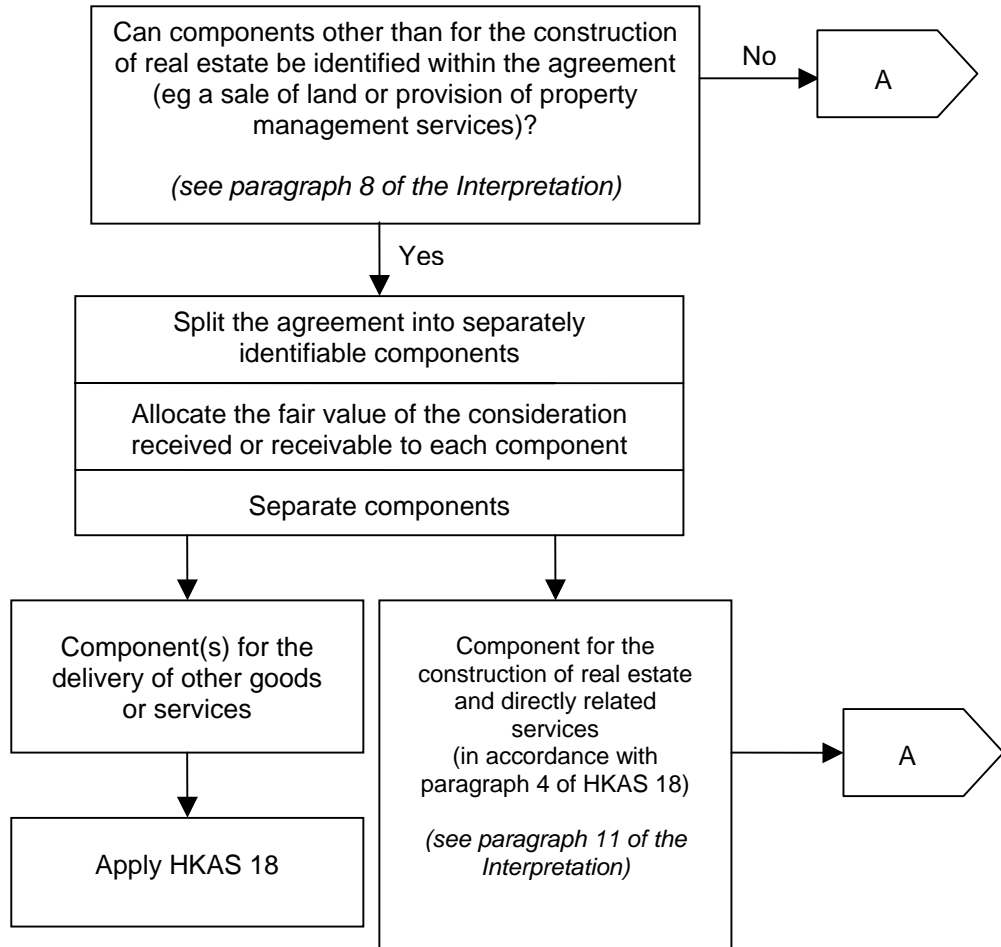 Can components other than for the construction
of real estate be identified within the agreement
(eg a sale of land or provision of property
management services)?
(see paragraph 8 of the Interpretation)
No
A
Yes
Split the agreement into separately
identifiable components
Allocate the fair value of the consideration
received or receivable to each component
Separate components
Component(s) for the
delivery of other goods
or services
Apply HKAS 18
Component for the
construction of real estate
and directly related
services
(in accordance with
paragraph 4 of HKAS 18)
(see paragraph 11 of the
Interpretation)
A